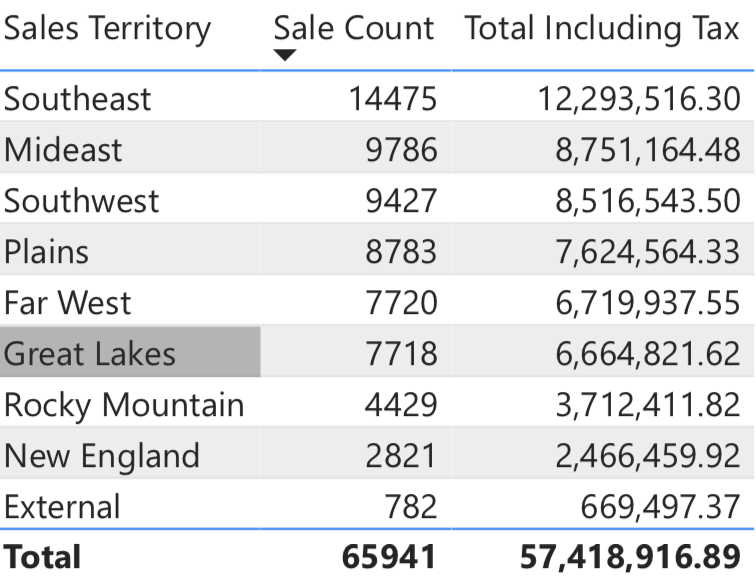 Sales Territory Sale Count Total Including Tax
Southeast 14475 12,293,516.30
Mideast 9786 8,751,164.48
Southwest 9427 8,516,543.50
Plains 8783 7,624,564.33
Far West 7720 6,719,937.55
Great Lakes 7718 6,664,821.62
Rocky Mountain 4429 3,712,411.82
New England 2821 2,466,459.92
External 782 669,497.37
Total 65941 57,418,916.89